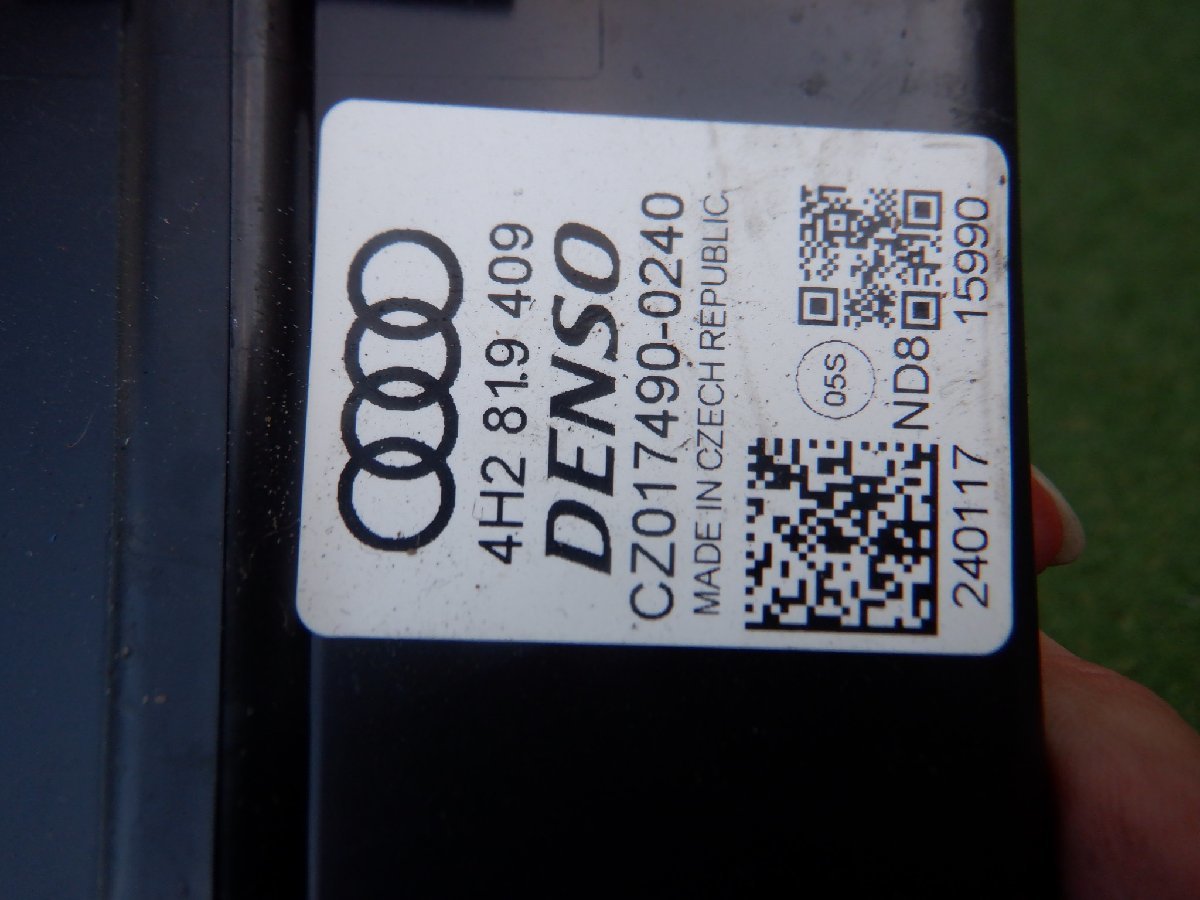 4H2 819 409
DENSO
CZ017490-0240
MADE IN CZECH REPUBLIC
05S
ND8
240117 15990